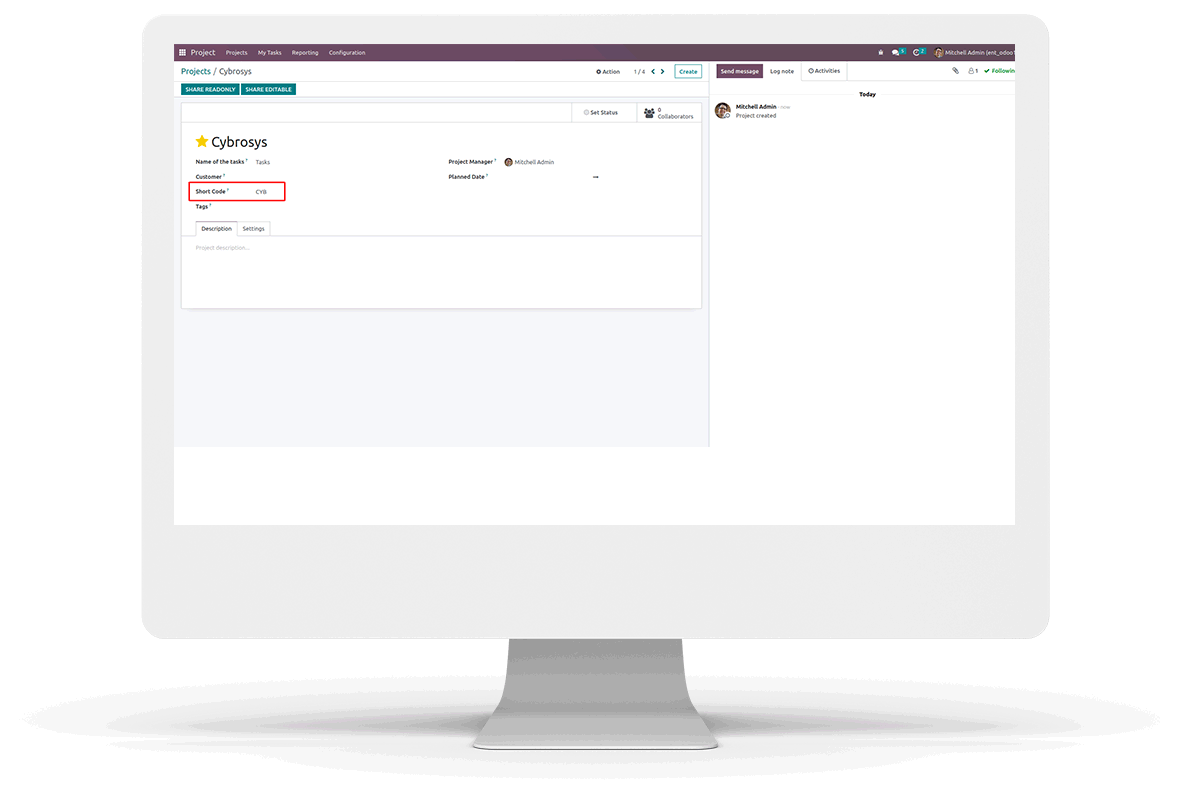 Project Projects My Tasks Reporting Configuration 5 2 Mitchell Admin (ent_odoo1
Projects / Cybrosys Action 1 / 4 Create Send message Log note Activities 1 Followin
SHARE READONLY SHARE EDITABLE
Today
Set Status 0 Collaborators
Mitchell Admin - now
Project created
Cybrosys
Name of the tasks ? Tasks Project Manager ? Mitchell Admin
Customer ? Planned Date ?
Short Code ? CYB
Tags ?
Description Settings
Project description...